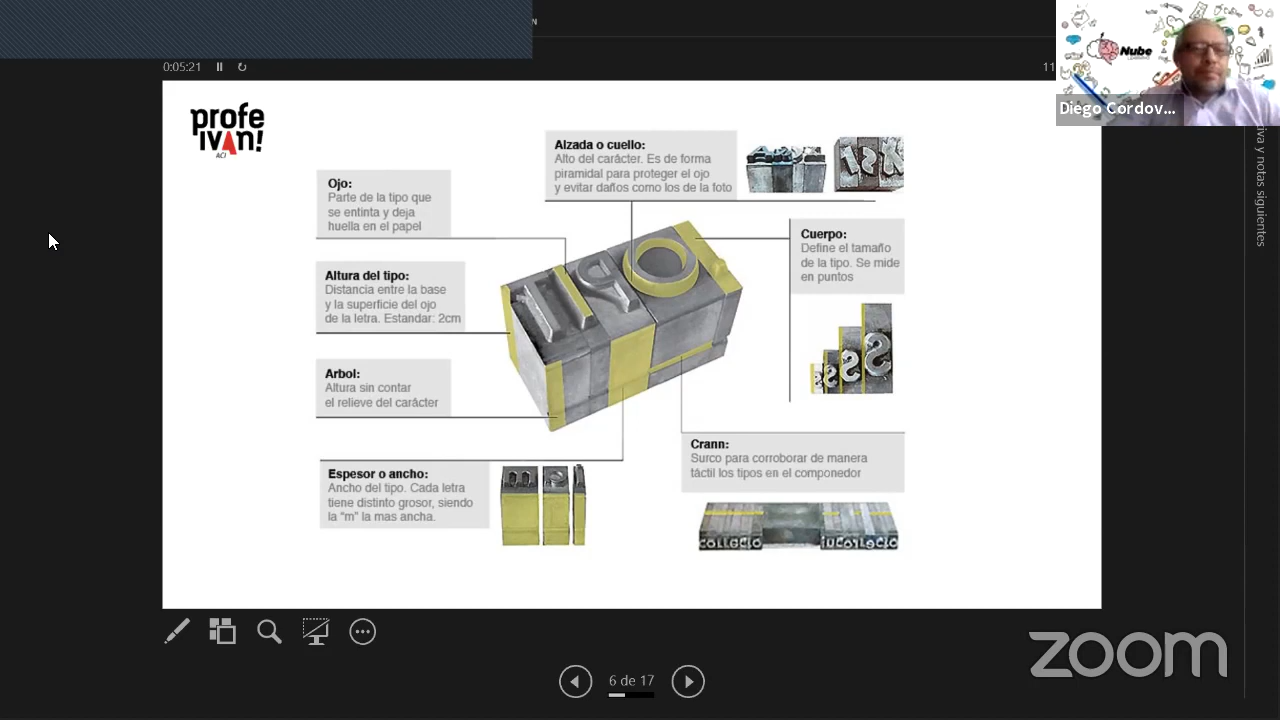 0:05:21
11
Nube
Diego Cordov...
profe
IVAN!
ACI
Alzada o cuello:
Alto del carácter. Es de forma
piramidal para proteger el ojo
y evitar daños como los de la foto
Ojo:
Parte de la tipo que
se entinta y deja
huella en el papel
Cuerpo:
Define el tamaño
de la tipo. Se mide
en puntos
Altura del tipo:
Distancia entre la base
y la superficie del ojo
de la letra. Estandar: 2cm
Arbol:
Altura sin contar
el relieve del carácter
Crann:
Surco para corroborar de manera
táctil los tipos en el componedor
Espesor o ancho:
Ancho del tipo. Cada letra
tiene distinto grosor, siendo
la “m” la mas ancha.
iva y notas siguientes
6 de 17
zoom